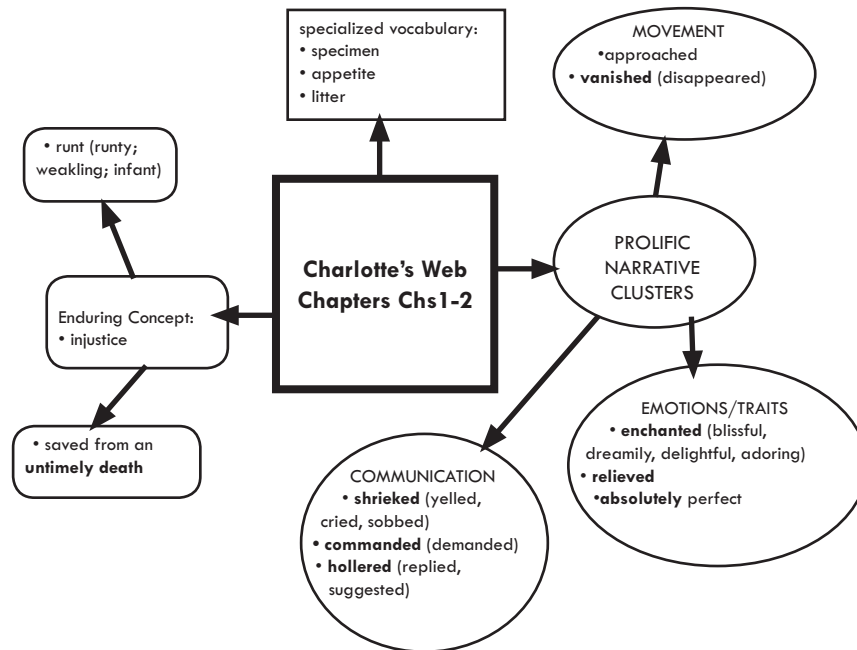 specialized vocabulary:
• specimen
• appetite
• litter
MOVEMENT
•approached
• vanished (disappeared)
• runt (runty;
weakling; infant)
Charlotte’s Web
Chapters Chs1-2
PROLIFIC
NARRATIVE
CLUSTERS
Enduring Concept:
• injustice
• saved from an
untimely death
COMMUNICATION
• shrieked (yelled,
cried, sobbed)
• commanded (demanded)
• hollered (replied,
suggested)
EMOTIONS/TRAITS
• enchanted (blissful,
dreamily, delightful, adoring)
• relieved
•absolutely perfect